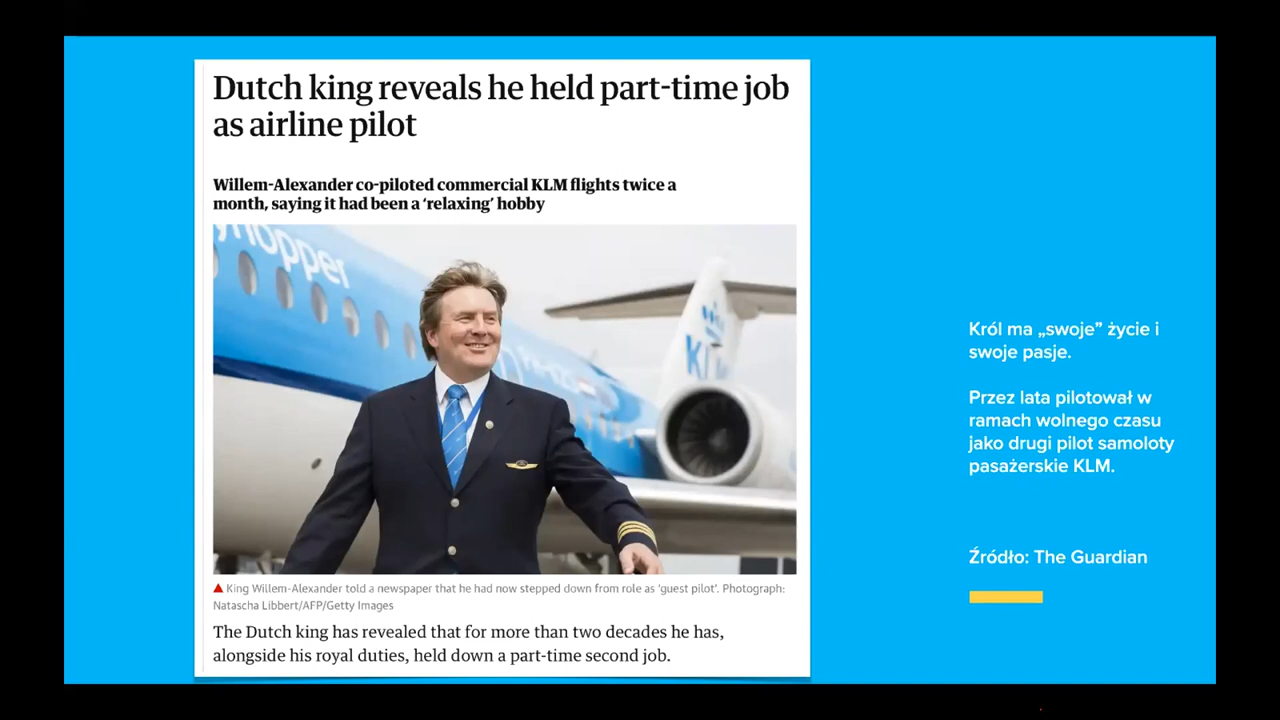 Dutch king reveals he held part-time job
as airline pilot
Willem-Alexander co-piloted commercial KLM flights twice a
month, saying it had been a ‘relaxing’ hobby
yhopper
KL
King Willem-Alexander told a newspaper that he had now stepped down from role as ‘guest pilot’. Photograph:
Natascha Libbert/AFP/Getty Images
The Dutch king has revealed that for more than two decades he has,
alongside his royal duties, held down a part-time second job.
Król ma „swoje” życie i
swoje pasje.
Przez lata pilotował w
ramach wolnego czasu
jako drugi pilot samoloty
pasażerskie KLM.
Źródło: The Guardian